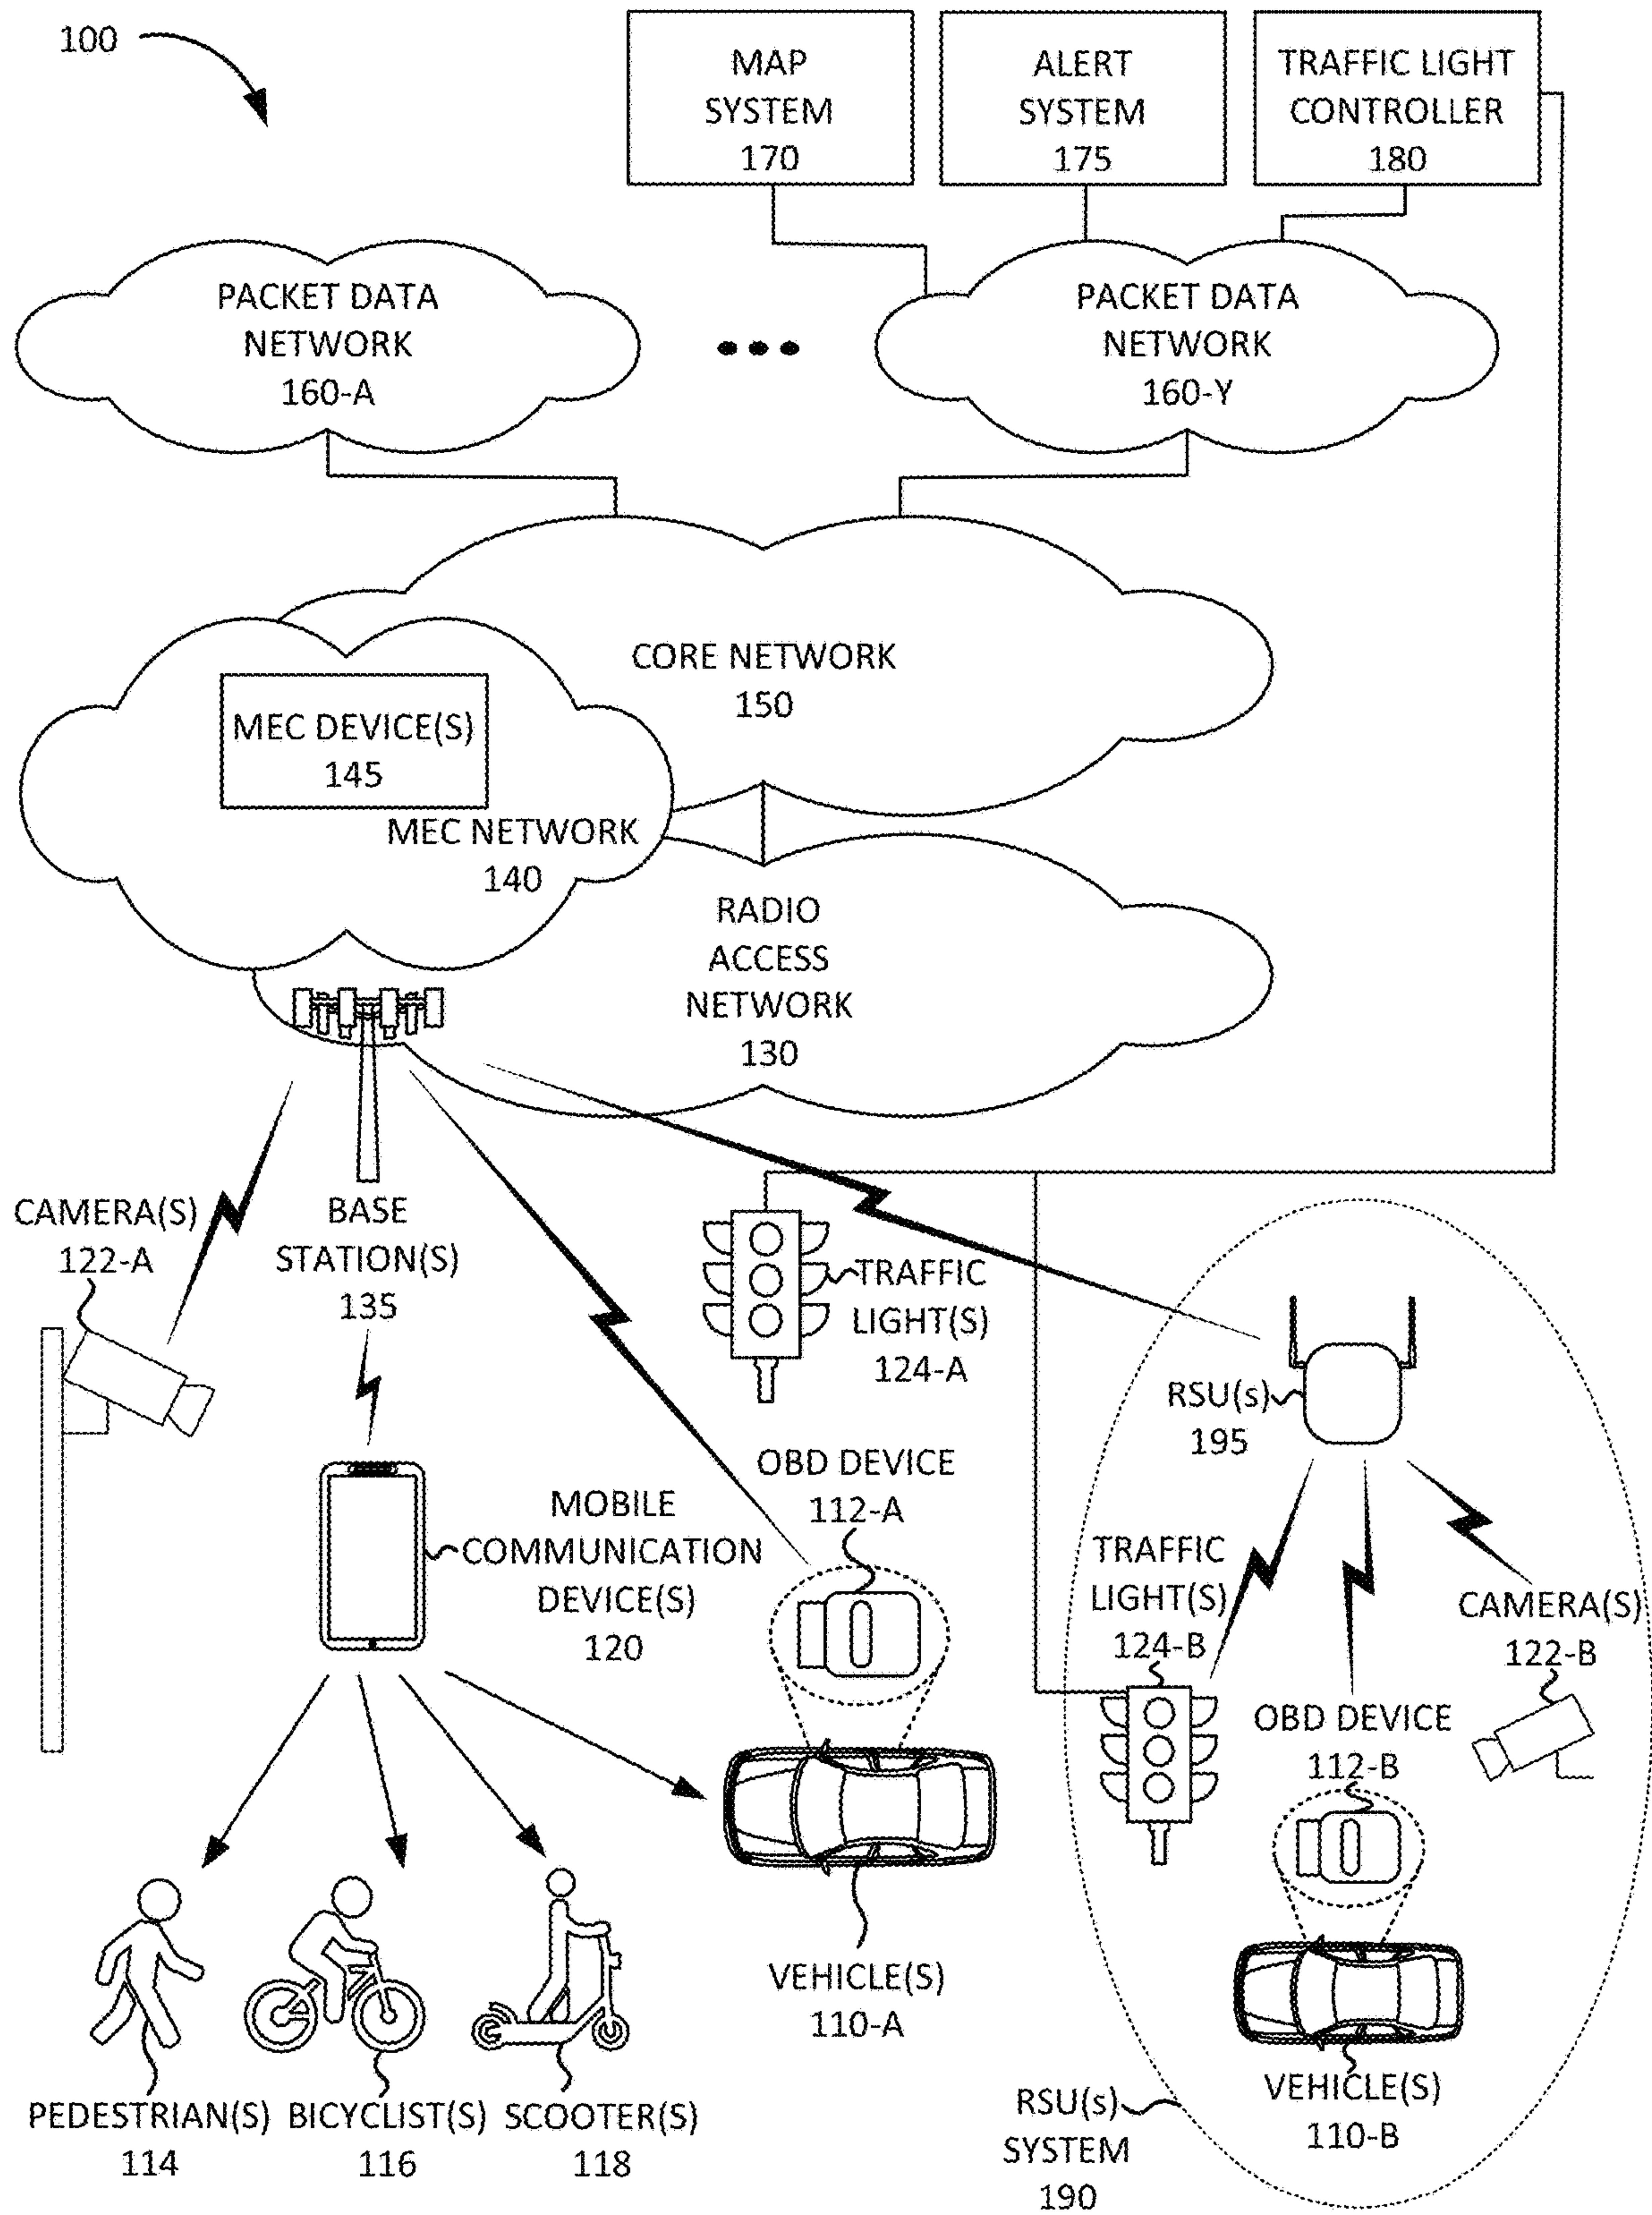 100
MAP
SYSTEM
170
ALERT
SYSTEM
175
TRAFFIC LIGHT
CONTROLLER
180
PACKET DATA
NETWORK
160-A
PACKET DATA
NETWORK
160-Y
CORE NETWORK
150
MEC DEVICE(S)
145
MEC NETWORK
140
RADIO
ACCESS
NETWORK
130
CAMERA(S)
122-A
BASE
STATION(S)
135
TRAFFIC
LIGHT(S)
124-A
RSU(s)
195
OBD DEVICE
112-A
MOBILE
COMMUNICATION
DEVICE(S)
120
TRAFFIC
LIGHT(S)
124-B
CAMERA(S)
122-B
OBD DEVICE
112-B
VEHICLE(S)
110-A
VEHICLE(S)
110-B
PEDESTRIAN(S)
114
BICYCLIST(S)
116
SCOOTER(S)
118
RSU(s)
SYSTEM
190